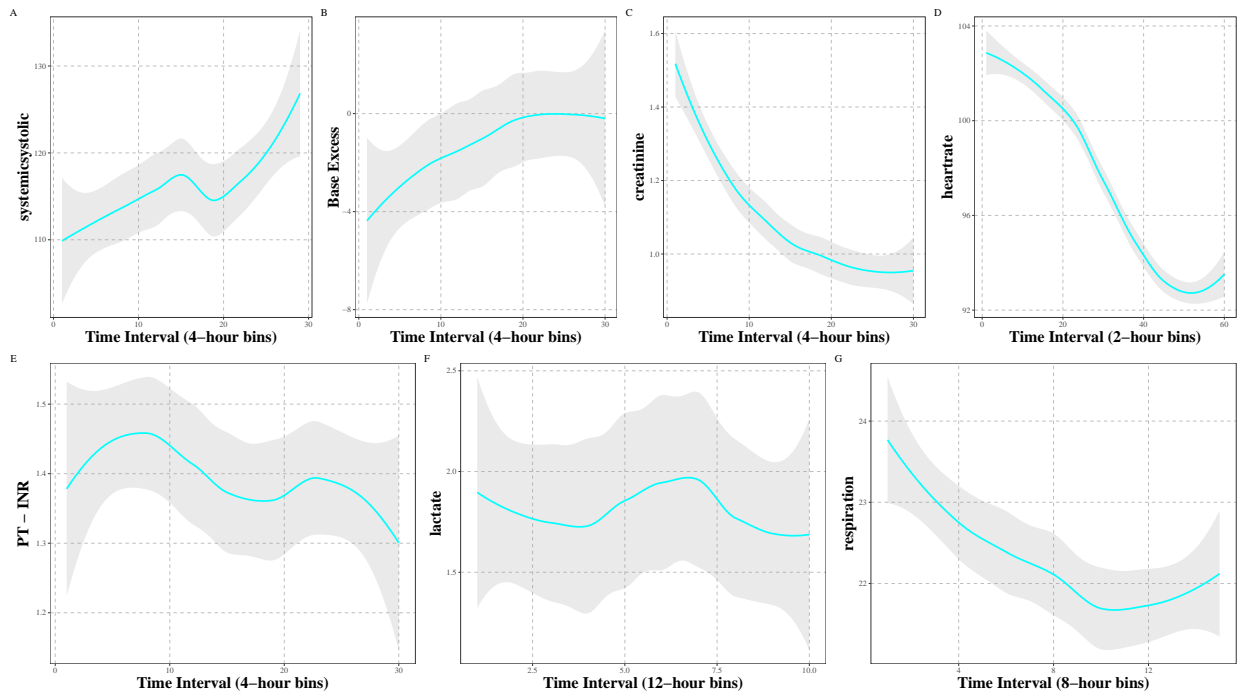 A
systemicsystolic
130
120
110
0
10
20
30
Time Interval (4−hour bins)
B
Base Excess
0
−4
−8
0
10
20
30
Time Interval (4−hour bins)
C
creatinine
1.6
1.4
1.2
1.0
0
10
20
30
Time Interval (4−hour bins)
D
heartrate
104
100
96
92
0
20
40
60
Time Interval (2−hour bins)
E
PT − INR
1.5
1.4
1.3
1.2
0
10
20
30
Time Interval (4−hour bins)
F
lactate
2.5
2.0
1.5
2.5
5.0
7.5
10.0
Time Interval (12−hour bins)
G
respiration
24
23
22
4
8
12
Time Interval (8−hour bins)